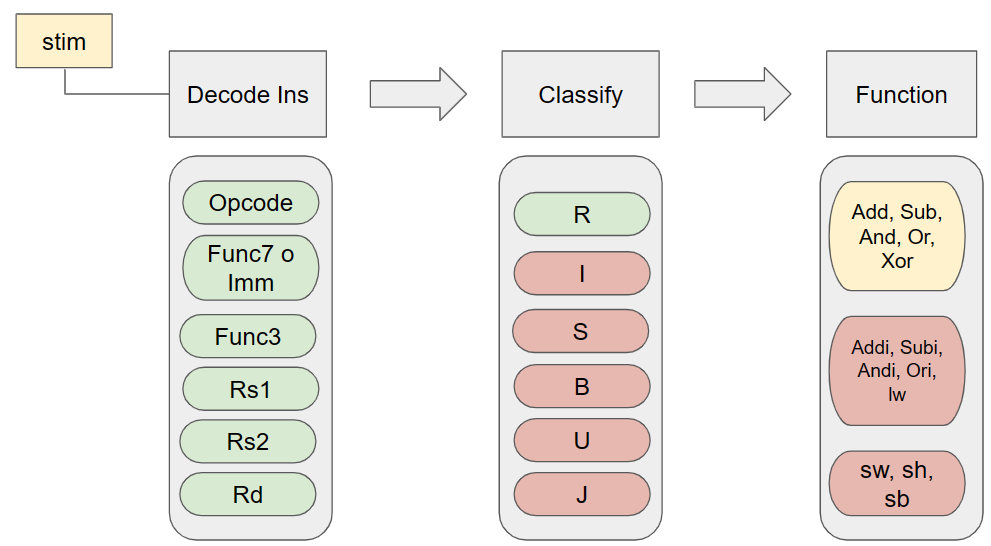 stim
Decode Ins
Classify
Function
Opcode
Func7 o
Imm
Func3
Rs1
Rs2
Rd
R
I
S
B
U
J
Add, Sub,
And, Or,
Xor
Addi, Subi,
Andi, Ori,
lw
sw, sh,
sb